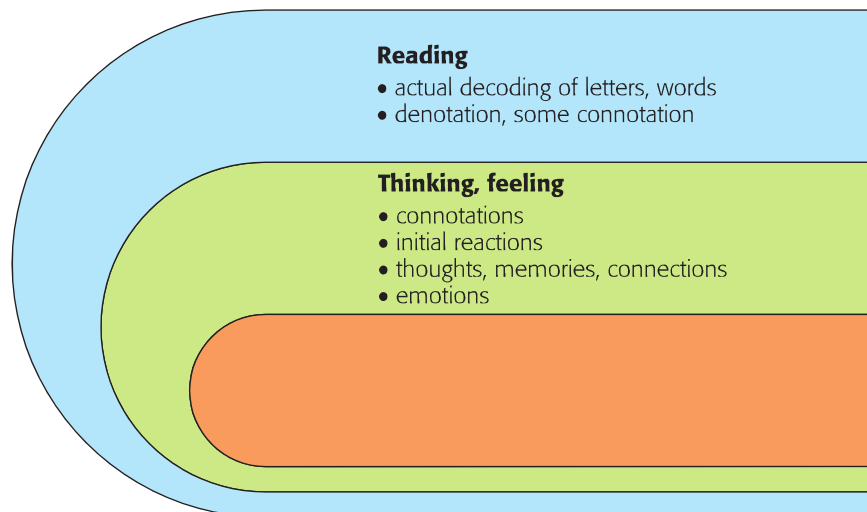 Reading
• actual decoding of letters, words
• denotation, some connotation
Thinking, feeling
• connotations
• initial reactions
• thoughts, memories, connections
• emotions